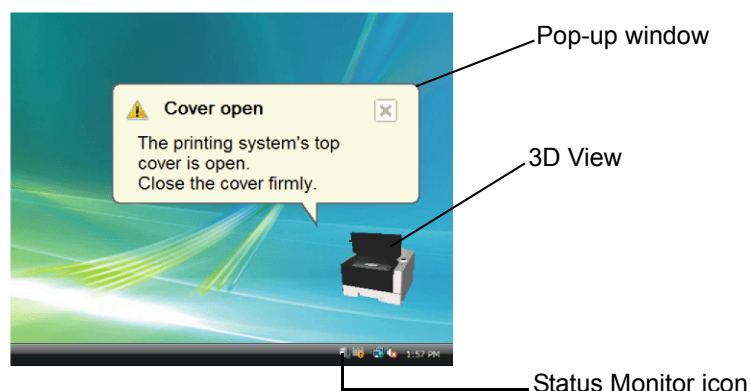 Pop-up window
Cover open
The printing system's top
cover is open.
Close the cover firmly.
3D View
1:57 PM
Status Monitor icon